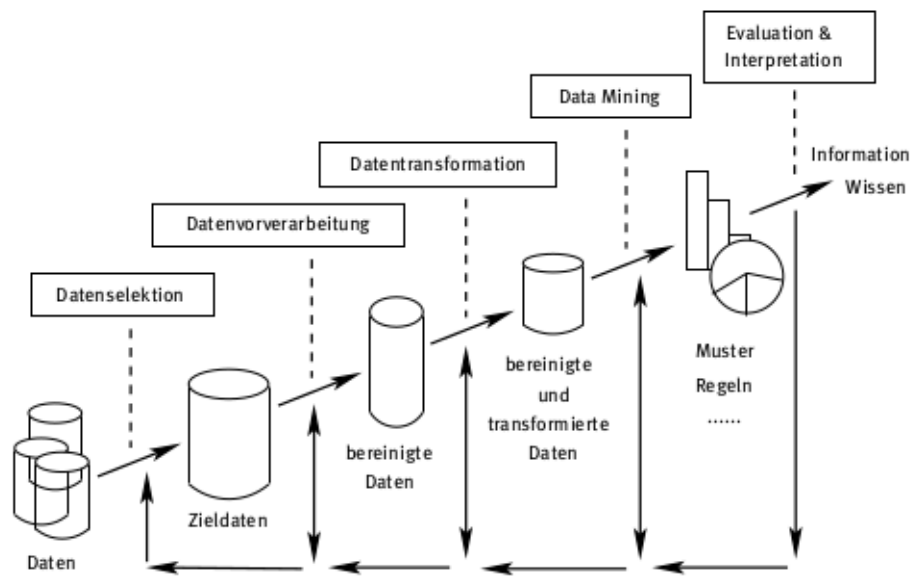 Evaluation &
Interpretation
Data Mining
Datentransformation
Information
Wissen
Datenvorverarbeitung
Datenselektion
Muster
Regeln
......
bereinigte
und
transformierte
Daten
bereinigte
Daten
Zieldaten
Daten